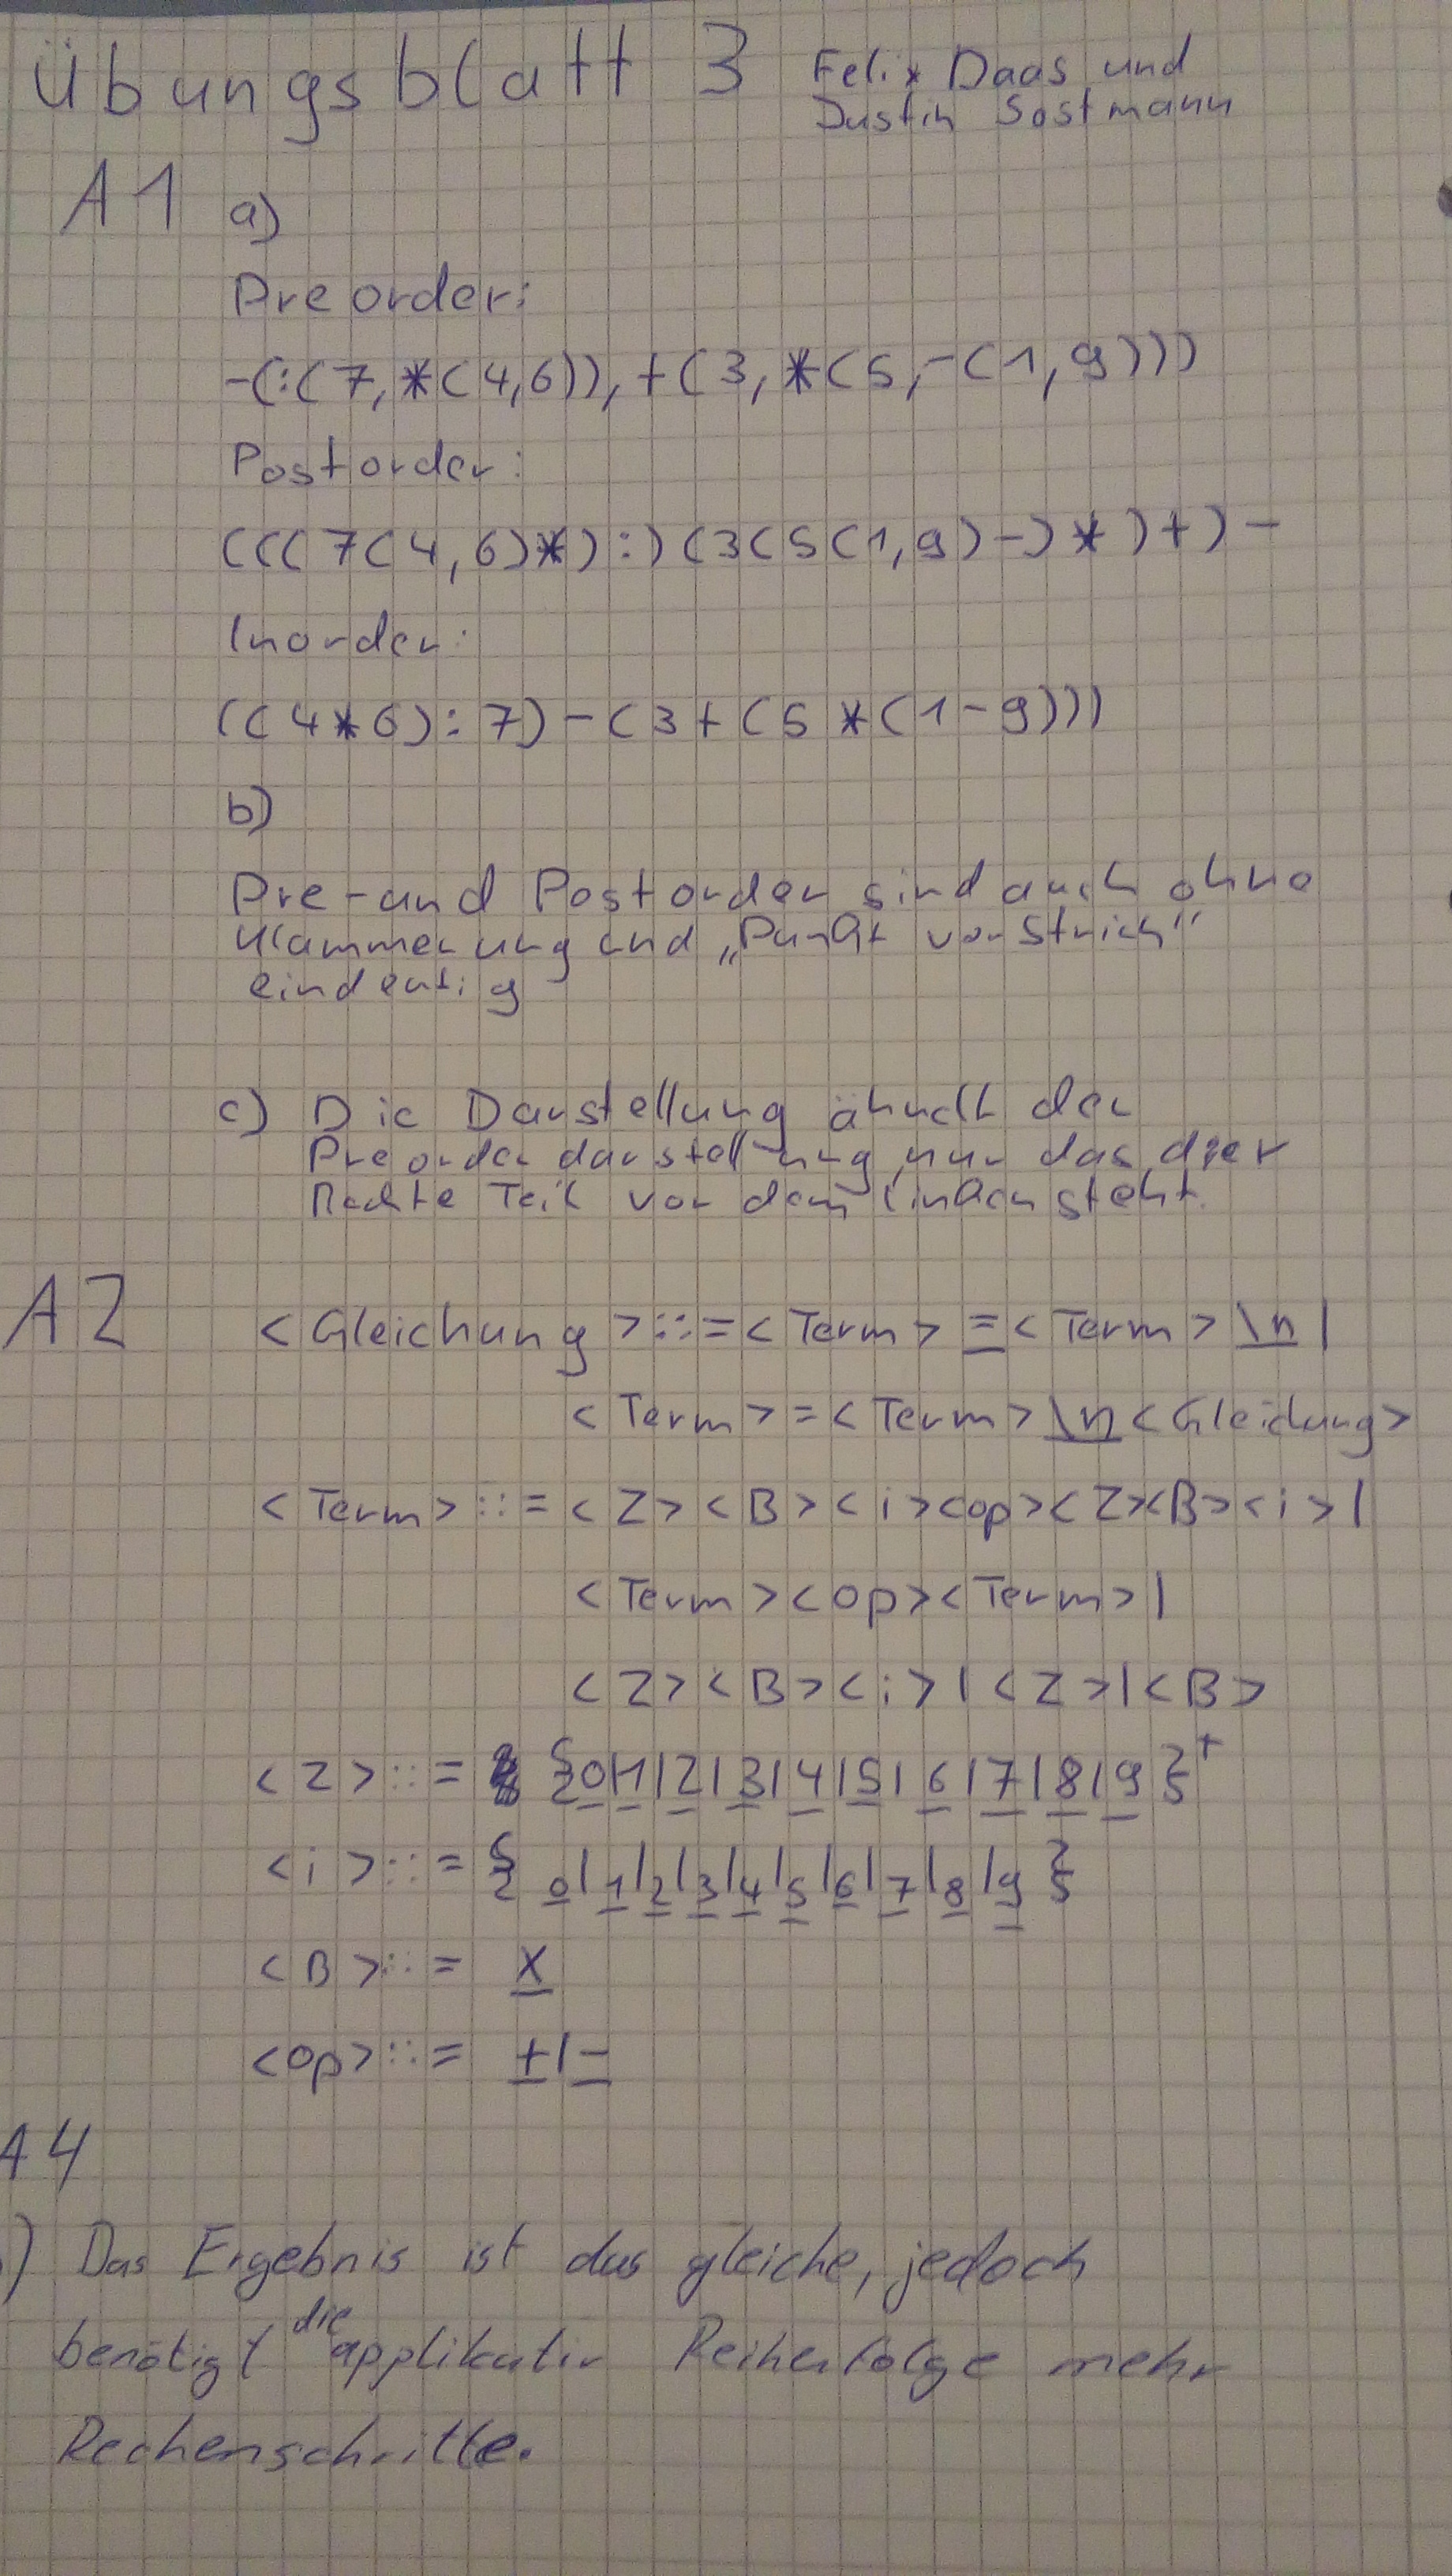 Übungsblatt 3
Felix Daas und
Dustin Sostmann
A1 a)
Preorder:
-(:(7,*(4,6)),+(3,*(5,-(1,9)))
Postorder:
(((7(4,6)*):)(3(5(1,9)-)*)+)-
Inorder:
((4*6):7)-(3+(5*(1-9)))
b)
Pre-und Postorder sind auch ohne
Klammerung und „Punkt vor Strich"
eindeutig
c) Die Darstellung ähnelt der
Preorderdarstellung, nur das der
Rechte Teil vor dem linken steht.
A2 <Gleichung>::=<Term>=<Term>\n|
<Term>=<Term>\n<Gleichung>
<Term>::=<Z><B><i><op><Z><B><i>|
<Term><op><Term>|
<Z><B><i>|<Z>|<B>
<Z>::= {0|1|2|3|4|5|6|7|8|9}+
<i>::={0|1|2|3|4|5|6|7|8|9}
<B>::= x
<op>::= +|-
A4
) Das Ergebnis ist das gleiche, jedoch
benötigt die applikativ Reihenfolge mehr
Rechenschritte.